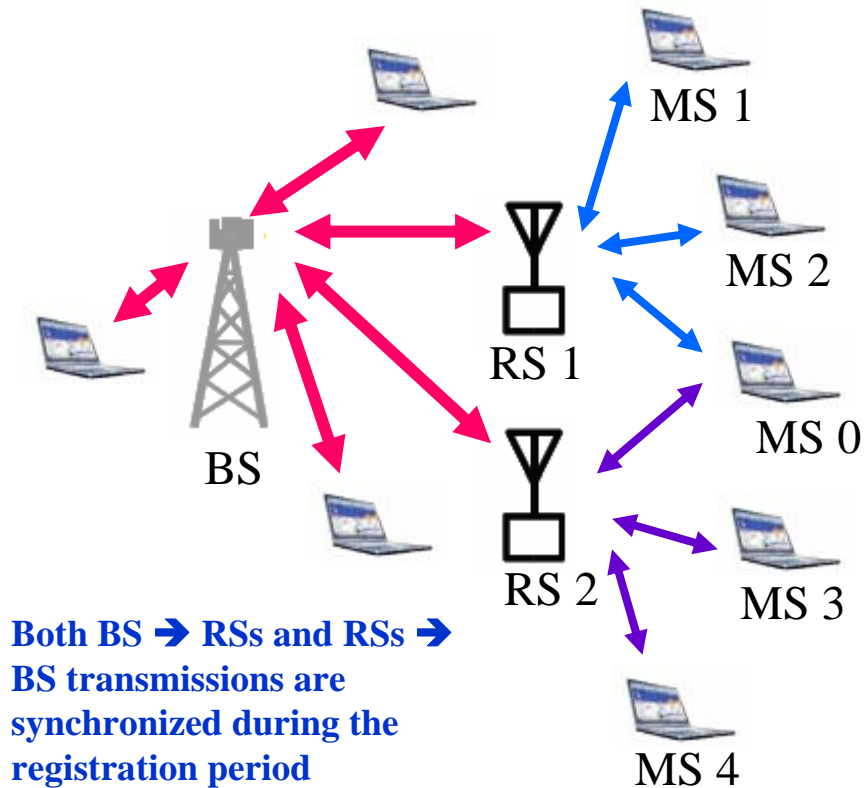 MS 1
MS 2
RS 1
MS 0
BS
RS 2
MS 3
Both BS ➔ RSs and RSs ➔
BS transmissions are
synchronized during the
registration period
MS 4